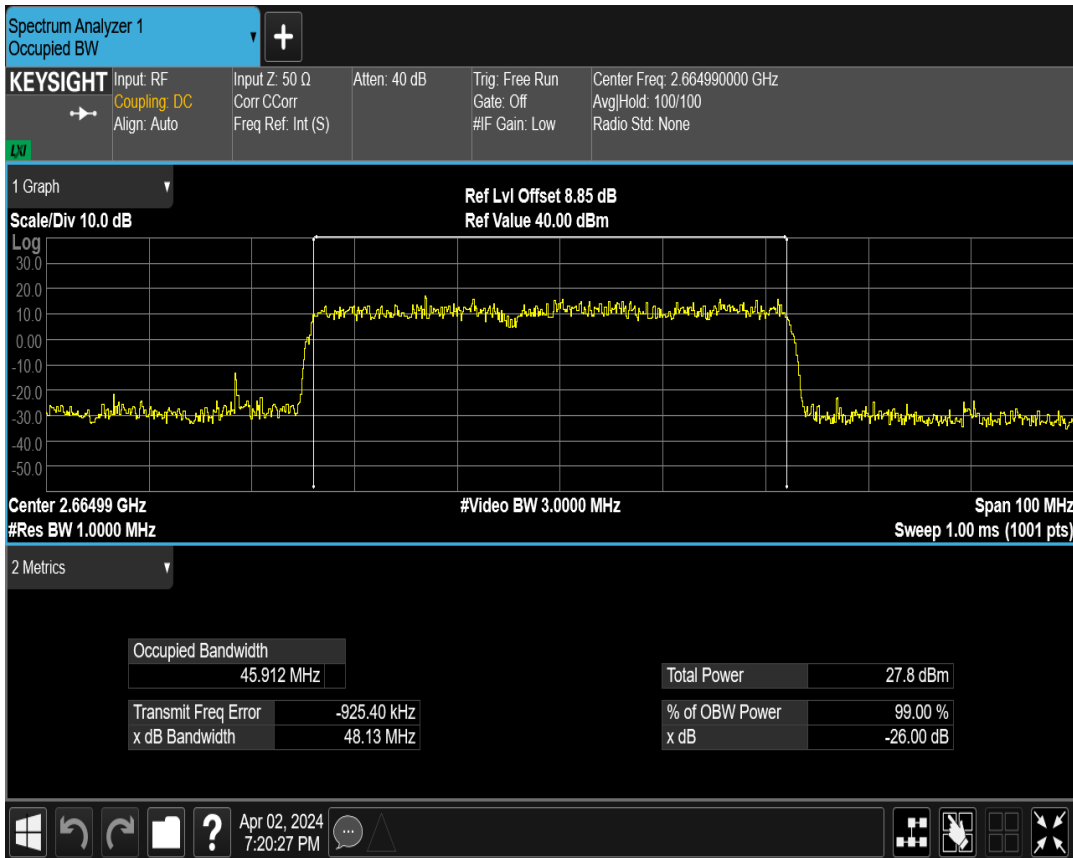 Spectrum Analyzer 1
Occupied BW
+
KEYSIGHT
LXI
Input: RF
Coupling: DC
Align: Auto
Input Z: 50 Ω
Corr CCorr
Freq Ref: Int (S)
Atten: 40 dB
Trig: Free Run
Gate: Off
#IF Gain: Low
Center Freq: 2.664990000 GHz
Avg|Hold: 100/100
Radio Std: None
1 Graph
Scale/Div 10.0 dB
Ref Lvl Offset 8.85 dB
Ref Value 40.00 dBm
Log
30.0
20.0
10.0
0.00
-10.0
-20.0
-30.0
-40.0
-50.0
Center 2.66499 GHz
#Video BW 3.0000 MHz
Span 100 MHz
#Res BW 1.0000 MHz
Sweep 1.00 ms (1001 pts)
2 Metrics
Occupied Bandwidth
45.912 MHz
Total Power 27.8 dBm
Transmit Freq Error -925.40 kHz
% of OBW Power 99.00 %
x dB Bandwidth 48.13 MHz
x dB -26.00 dB
?
Apr 02, 2024
7:20:27 PM